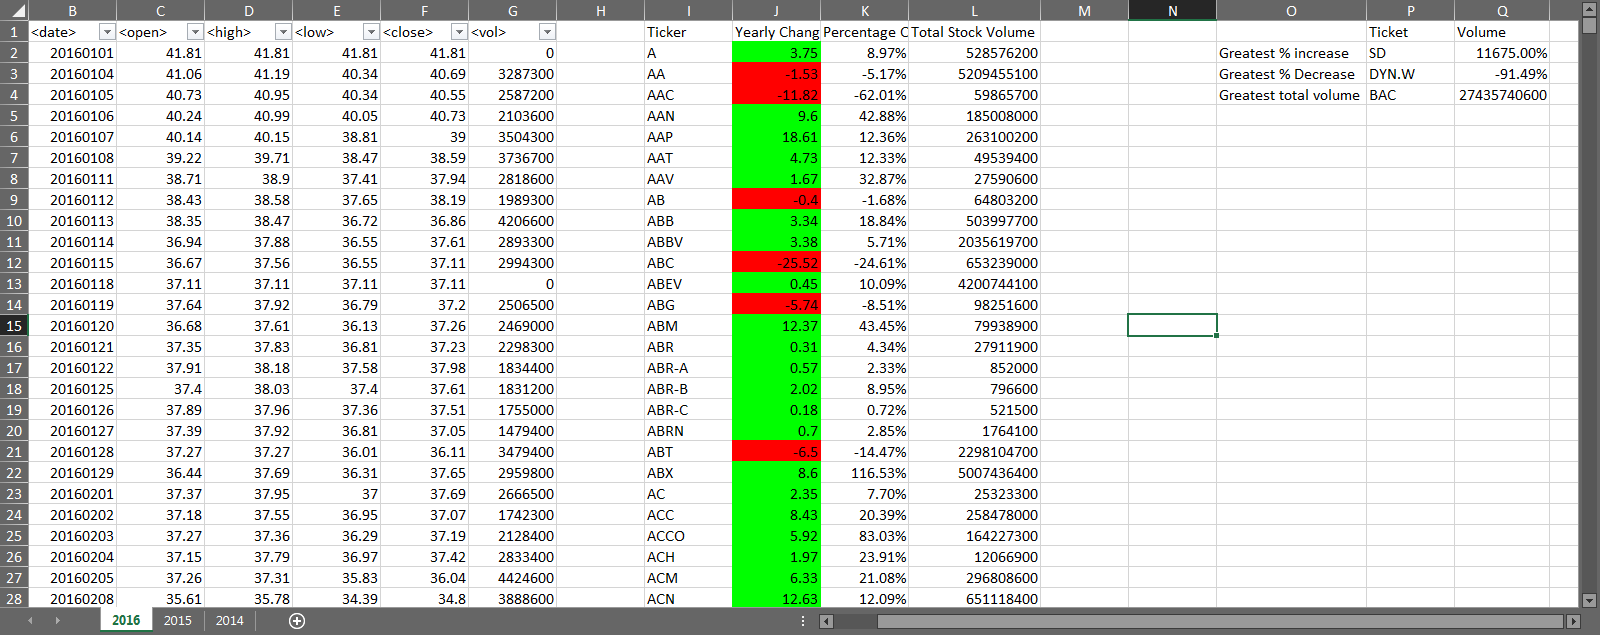 B C D E F G H I J K L M N O P Q
1 <date> <open> <high> <low> <close> <vol> Ticker Yearly Chang Percentage C Total Stock Volume Ticket Volume
2 20160101 41.81 41.81 41.81 41.81 0 A 3.75 8.97% 528576200 Greatest % increase SD 11675.00%
3 20160104 41.06 41.19 40.34 40.69 3287300 AA -1.53 -5.17% 5209455100 Greatest % Decrease DYN.W -91.49%
4 20160105 40.73 40.95 40.34 40.55 2587200 AAC -11.82 -62.01% 59865700 Greatest total volume BAC 27435740600
5 20160106 40.24 40.99 40.05 40.73 2103600 AAN 9.6 42.88% 185008000
6 20160107 40.14 40.15 38.81 39 3504300 AAP 18.61 12.36% 263100200
7 20160108 39.22 39.71 38.47 38.59 3736700 AAT 4.73 12.33% 49539400
8 20160111 38.71 38.9 37.41 37.94 2818600 AAV 1.67 32.87% 27590600
9 20160112 38.43 38.58 37.65 38.19 1989300 AB -0.4 -1.68% 64803200
10 20160113 38.35 38.47 36.72 36.86 4206600 ABB 3.34 18.84% 503997700
11 20160114 36.94 37.88 36.55 37.61 2893300 ABBV 3.38 5.71% 2035619700
12 20160115 36.67 37.56 36.55 37.11 2994300 ABC -25.52 -24.61% 653239000
13 20160118 37.11 37.11 37.11 37.11 0 ABEV 0.45 10.09% 4200744100
14 20160119 37.64 37.92 36.79 37.2 2506500 ABG -5.74 -8.51% 98251600
15 20160120 36.68 37.61 36.13 37.26 2469000 ABM 12.37 43.45% 79938900
16 20160121 37.35 37.83 36.81 37.23 2298300 ABR 0.31 4.34% 27911900
17 20160122 37.91 38.18 37.58 37.98 1834400 ABR-A 0.57 2.33% 852000
18 20160125 37.4 38.03 37.4 37.61 1831200 ABR-B 2.02 8.95% 796600
19 20160126 37.89 37.96 37.36 37.51 1755000 ABR-C 0.18 0.72% 521500
20 20160127 37.39 37.92 36.81 37.05 1479400 ABRN 0.7 2.85% 1764100
21 20160128 37.27 37.27 36.01 36.11 3479400 ABT -6.5 -14.47% 2298104700
22 20160129 36.44 37.69 36.31 37.65 2959800 ABX 8.6 116.53% 5007436400
23 20160201 37.37 37.95 37 37.69 2666500 AC 2.35 7.70% 25323300
24 20160202 37.18 37.55 36.95 37.07 1742300 ACC 8.43 20.39% 258478000
25 20160203 37.27 37.36 36.29 37.19 2128400 ACCO 5.92 83.03% 164227300
26 20160204 37.15 37.79 36.97 37.42 2833400 ACH 1.97 23.91% 12066900
27 20160205 37.26 37.31 35.83 36.04 4424600 ACM 6.33 21.08% 296808600
28 20160208 35.61 35.78 34.39 34.8 3888600 ACN 12.63 12.09% 651118400
2016 2015 2014